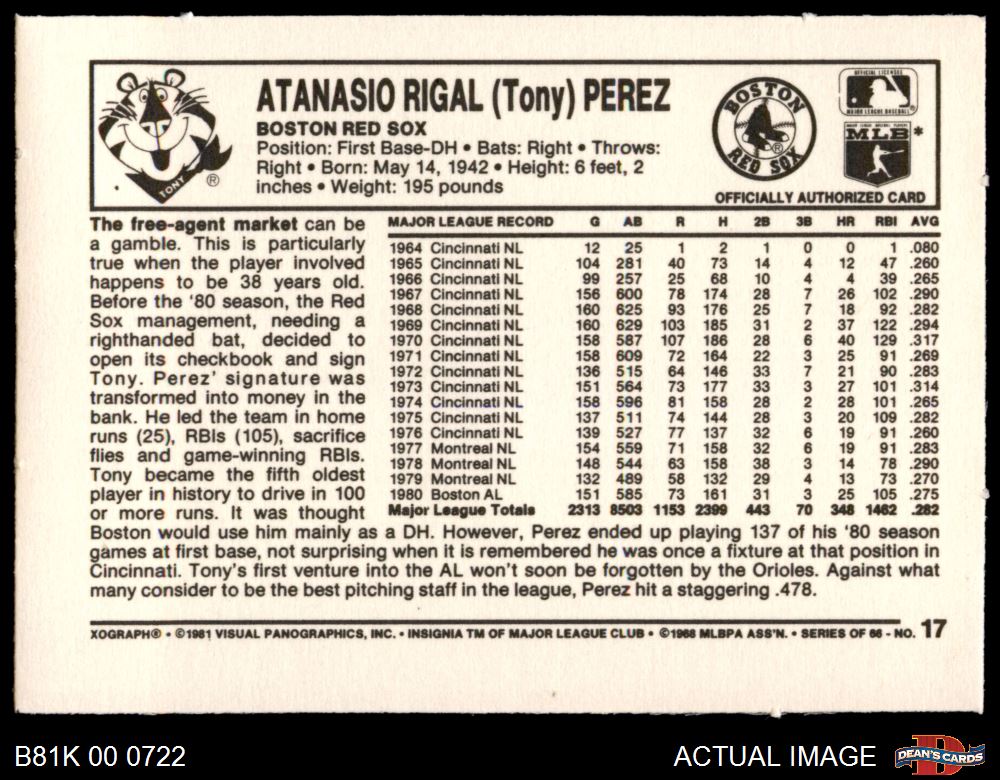 ATANASIO RIGAL (Tony) PEREZ
BOSTON RED SOX
Position: First Base-DH • Bats: Right • Throws:
Right • Born: May 14, 1942 • Height: 6 feet, 2
inches • Weight: 195 pounds
TONY
®
BOSTON
RED SOX
®
OFFICIAL LICENSEE
MAJOR LEAGUE BASEBALL
MAJOR LEAGUE BASEBALL PLAYERS
MLB*
OFFICIALLY AUTHORIZED CARD
The free-agent market can be
a gamble. This is particularly
true when the player involved
happens to be 38 years old.
Before the '80 season, the Red
Sox management, needing a
righthanded bat, decided to
open its checkbook and sign
Tony. Perez' signature was
transformed into money in the
bank. He led the team in home
runs (25), RBIs (105), sacrifice
flies and game-winning RBIs.
Tony became the fifth oldest
player in history to drive in 100
or more runs. It was thought
MAJOR LEAGUE RECORD G AB R H 2B 3B HR RBI AVG
1964 Cincinnati NL 12 25 1 2 1 0 0 1 .080
1965 Cincinnati NL 104 281 40 73 14 4 12 47 .260
1966 Cincinnati NL 99 257 25 68 10 4 4 39 .265
1967 Cincinnati NL 156 600 78 174 28 7 26 102 .290
1968 Cincinnati NL 160 625 93 176 25 7 18 92 .282
1969 Cincinnati NL 160 629 103 185 31 2 37 122 .294
1970 Cincinnati NL 158 587 107 186 28 6 40 129 .317
1971 Cincinnati NL 158 609 72 164 22 3 25 91 .269
1972 Cincinnati NL 136 515 64 146 33 7 21 90 .283
1973 Cincinnati NL 151 564 73 177 33 3 27 101 .314
1974 Cincinnati NL 158 596 81 158 28 2 28 101 .265
1975 Cincinnati NL 137 511 74 144 28 3 20 109 .282
1976 Cincinnati NL 139 527 77 137 32 6 19 91 .260
1977 Montreal NL 154 559 71 158 32 6 19 91 .283
1978 Montreal NL 148 544 63 158 38 3 14 78 .290
1979 Montreal NL 132 489 58 132 29 4 13 73 .270
1980 Boston AL 151 585 73 161 31 3 25 105 .275
Major League Totals 2313 8503 1153 2399 443 70 348 1462 .282
Boston would use him mainly as a DH. However, Perez ended up playing 137 of his '80 season
games at first base, not surprising when it is remembered he was once a fixture at that position in
Cincinnati. Tony's first venture into the AL won't soon be forgotten by the Orioles. Against what
many consider to be the best pitching staff in the league, Perez hit a staggering .478.
XOGRAPH® • ©1981 VISUAL PANOGRAPHICS, INC. • INSIGNIA TM OF MAJOR LEAGUE CLUB • ©1968 MLBPA ASS'N. • SERIES OF 66 - NO. 17
B81K 00 0722
ACTUAL IMAGE
DEAN'S CARDS